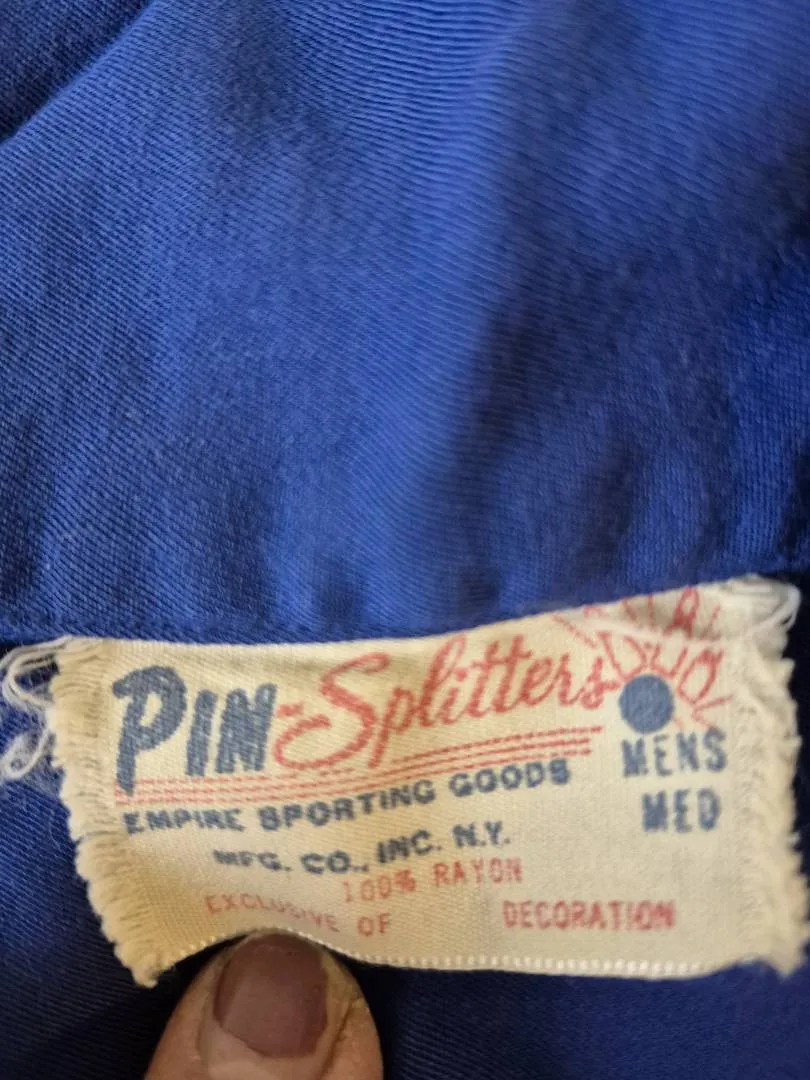 PIN-Splitters
EMPIRE SPORTING GOODS
MFG. CO., INC. N.Y.
100% RAYON
EXCLUSIVE OF DECORATION
MENS
MED